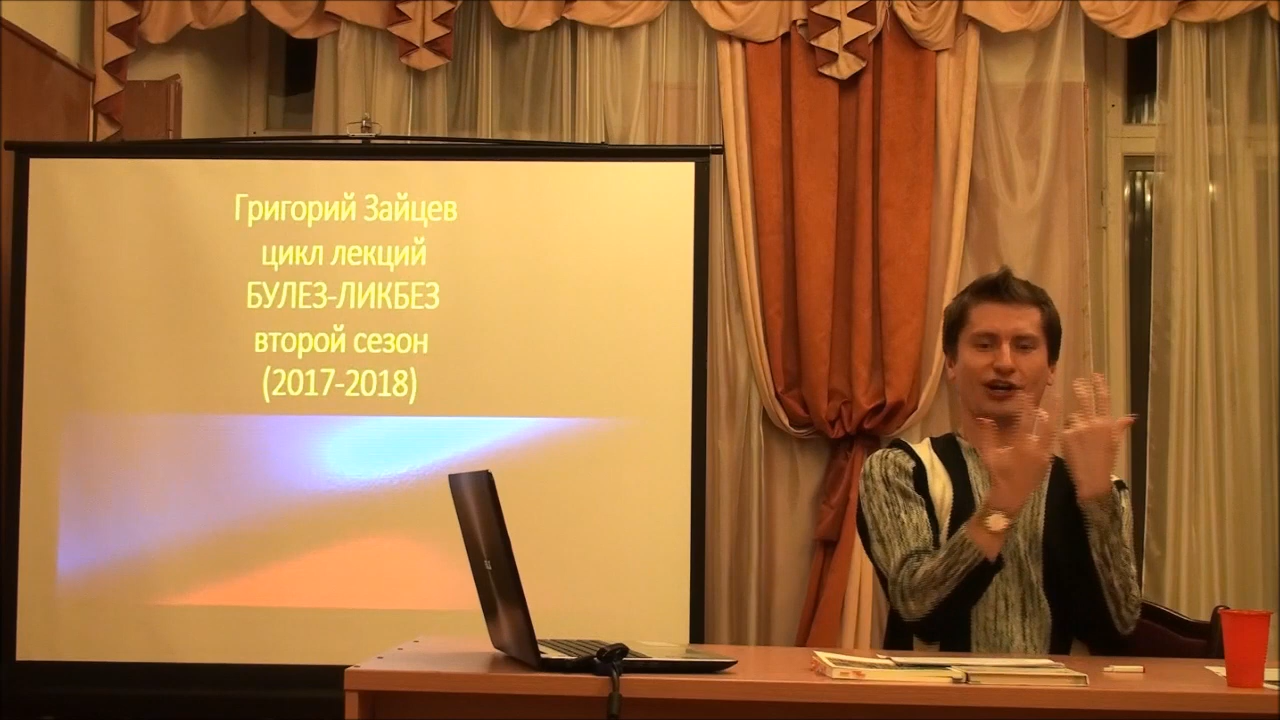 Григорий Зайцев
цикл лекций
БУЛЕЗ-ЛИКБЕЗ
второй сезон
(2017-2018)